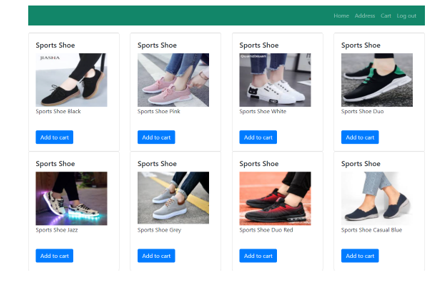 Home Address Cart Log out
Sports Shoe Sports Shoe Sports Shoe Sports Shoe
Sports Shoe Black Sports Shoe Pink Sports Shoe White Sports Shoe Duo
Add to cart Add to cart Add to cart Add to cart
Sports Shoe Sports Shoe Sports Shoe Sports Shoe
Sports Shoe Jazz Sports Shoe Grey Sports Shoe Duo Red Sports Shoe Casual Blue
Add to cart Add to cart Add to cart Add to cart